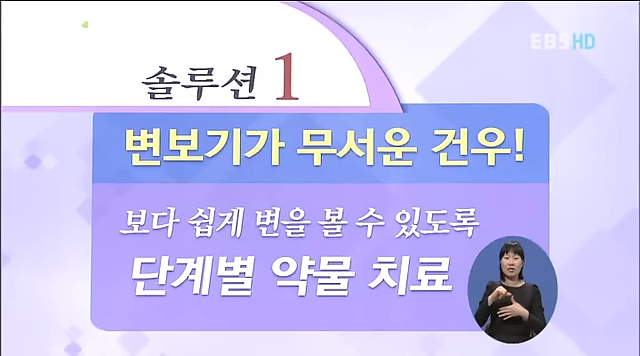 EBS HD
솔루션 1
변보기가 무서운 건우!
보다 쉽게 변을 볼 수 있도록
단계별 약물 치료